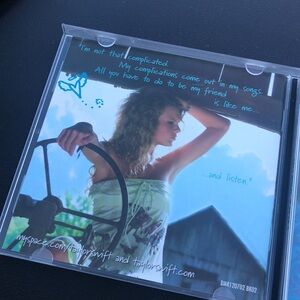 "I'm not that complicated.
My complications come out in my songs.
All you have to do to be my friend
is like me...
...and listen."
myspace.com/taylorswift and taylorswift.com